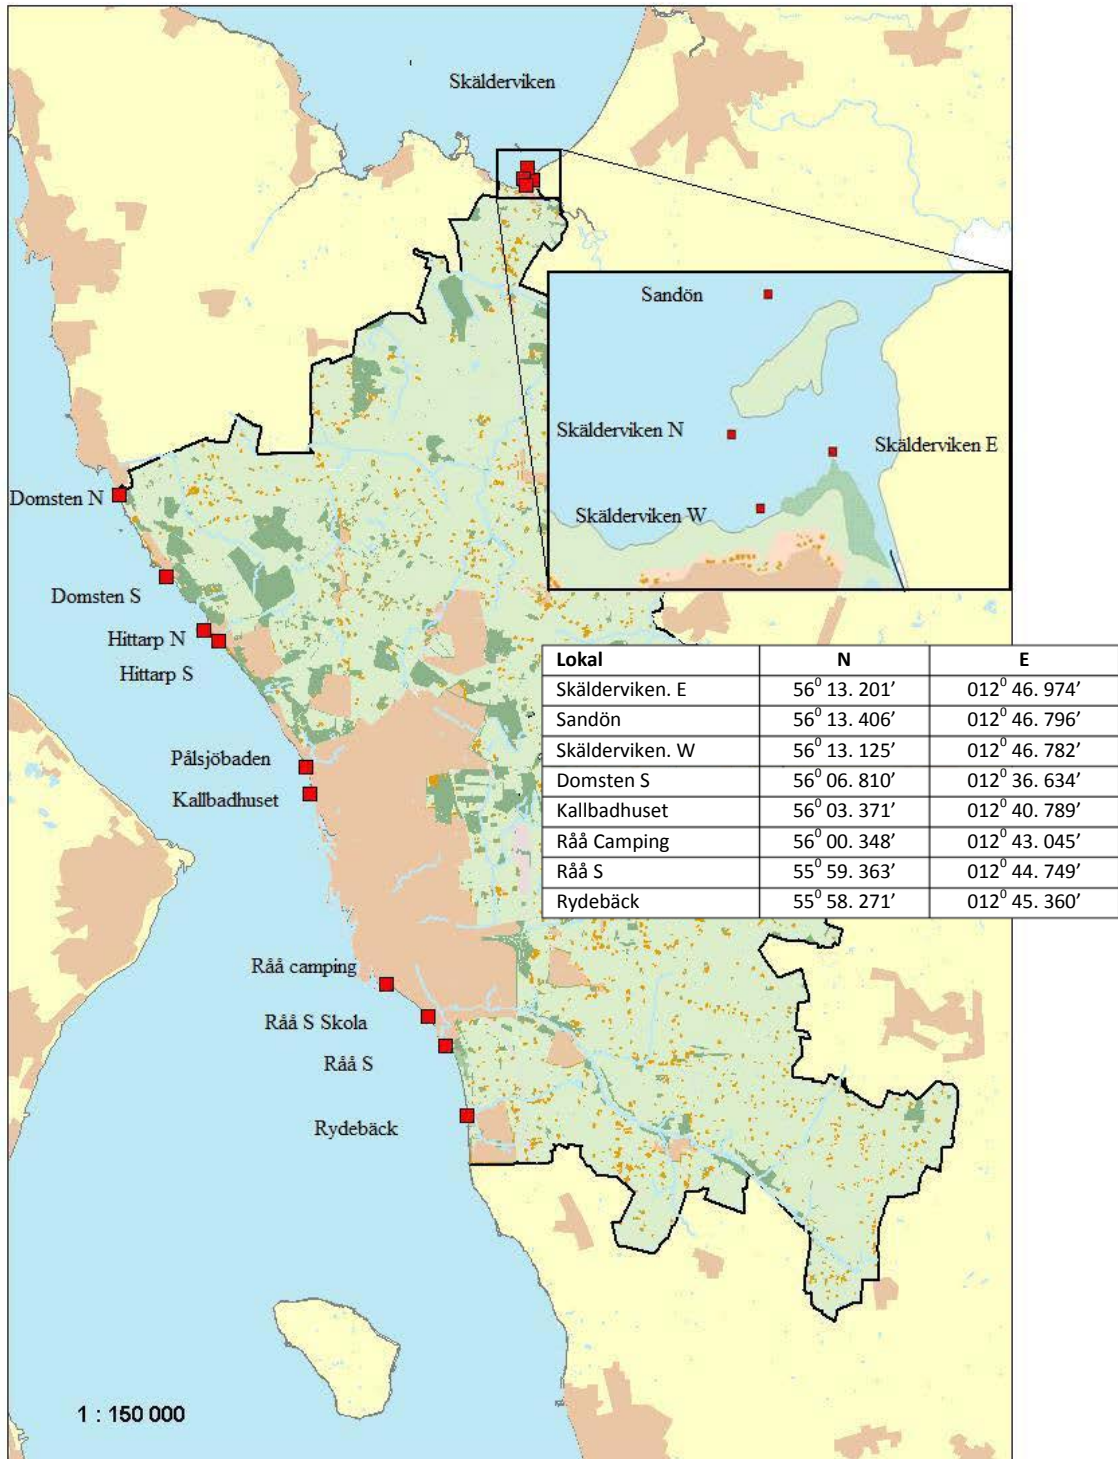 Skälderviken
Sandön
Skälderviken N
Skälderviken E
Skälderviken W
Domsten N
Domsten S
Hittarp N
Hittarp S
Lokal N E
Skälderviken. E 56⁰ 13. 201’ 012⁰ 46. 974’
Sandön 56⁰ 13. 406’ 012⁰ 46. 796’
Skälderviken. W 56⁰ 13. 125’ 012⁰ 46. 782’
Domsten S 56⁰ 06. 810’ 012⁰ 36. 634’
Kallbadhuset 56⁰ 03. 371’ 012⁰ 40. 789’
Råå Camping 56⁰ 00. 348’ 012⁰ 43. 045’
Råå S 55⁰ 59. 363’ 012⁰ 44. 749’
Rydebäck 55⁰ 58. 271’ 012⁰ 45. 360’
Pålsjöbaden
Kallbadhuset
Råå camping
Råå S Skola
Råå S
Rydebäck
1 : 150 000